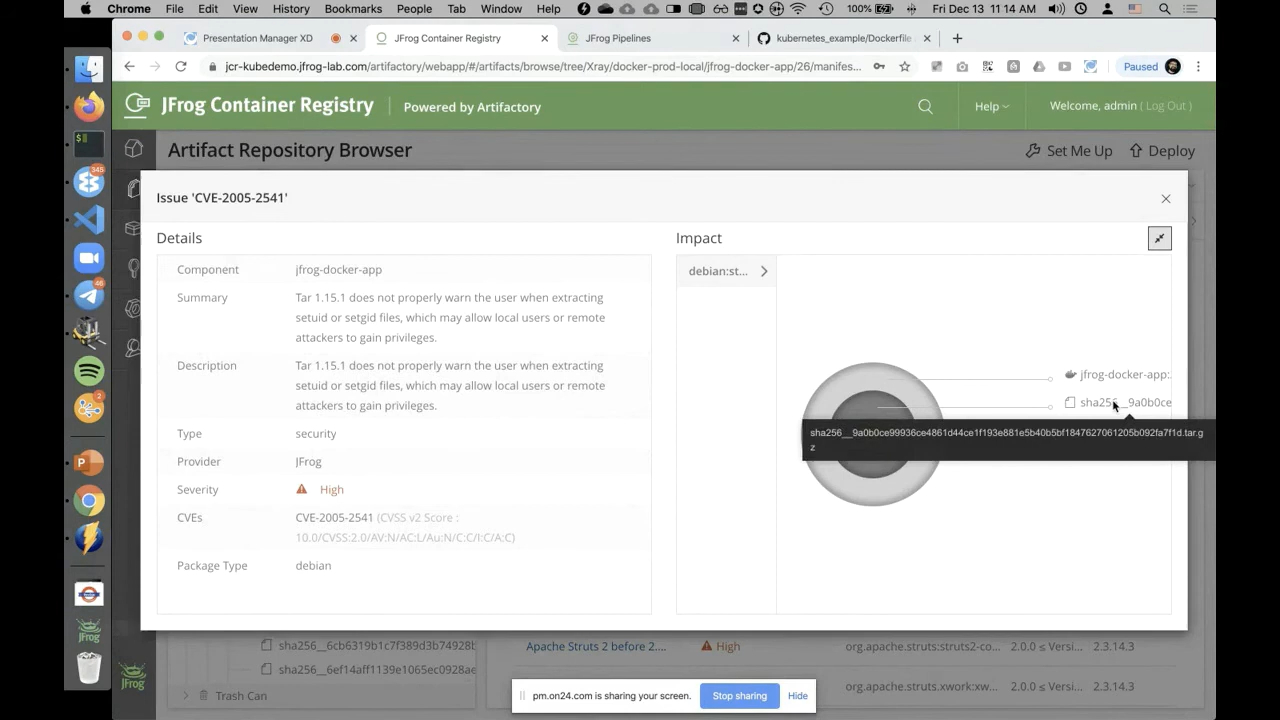 Chrome File Edit View History Bookmarks People Tab Window Help 100% Fri Dec 13 11:14 AM
Presentation Manager XD
JFrog Container Registry
JFrog Pipelines
kubernetes_example/Dockerfile
jcr-kubedemo.jfrog-lab.com/artifactory/webapp/#/artifacts/browse/tree/Xray/docker-prod-local/jfrog-docker-app/26/manifes...
Paused
JFrog Container Registry
Powered by Artifactory
Help
Welcome, admin ( Log Out )
Artifact Repository Browser
Set Me Up
Deploy
Issue 'CVE-2005-2541'
Details
Component jfrog-docker-app
Summary Tar 1.15.1 does not properly warn the user when extracting
setuid or setgid files, which may allow local users or remote
attackers to gain privileges.
Description Tar 1.15.1 does not properly warn the user when extracting
setuid or setgid files, which may allow local users or remote
attackers to gain privileges.
Type security
Provider JFrog
Severity High
CVEs CVE-2005-2541 (CVSS v2 Score :
10.0/CVSS:2.0/AV:N/AC:L/Au:N/C:C/I:C/A:C)
Package Type debian
Impact
debian:st...
jfrog-docker-app:
sha256__9a0b0ce
sha256__9a0b0ce99936ce4861d44ce1f193e881e5b40b5bf1847627061205b092fa7f1d.tar.g
z
sha256__6cb6319b1c7f389d3b74928b
sha256__6ef14aff1139e1065ec0928ae
Trash Can
Apache Struts 2 before 2.... High org.apache.struts:struts2-co... 2.0.0 ≤ Versi... 2.3.14.3
org.apache.struts.xwork:xw... 2.0.0 ≤ Versi... 2.3.14.3
pm.on24.com is sharing your screen. Stop sharing Hide
345
46
2
JFrog
JFrog